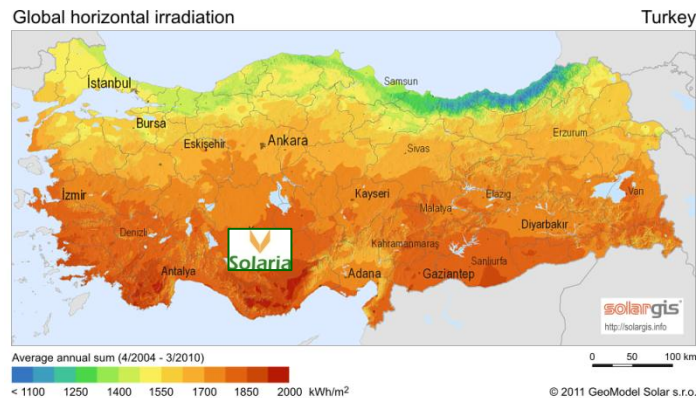 Global horizontal irradiation
Turkey
İstanbul
Samsun
Bursa
Eskişehir
Ankara
Sivas
Erzurum
İzmir
Kayseri
Elazıg
Van
Malatya
Denizli
Diyarbakır
Solaria
Kahramanmaraş
Antalya
Adana
Gaziantep
Sanliurfa
solargis
http://solargis.info
Average annual sum (4/2004 - 3/2010)
0 50 100 km
< 1100 1250 1400 1550 1700 1850 2000 kWh/m²
© 2011 GeoModel Solar s.r.o.